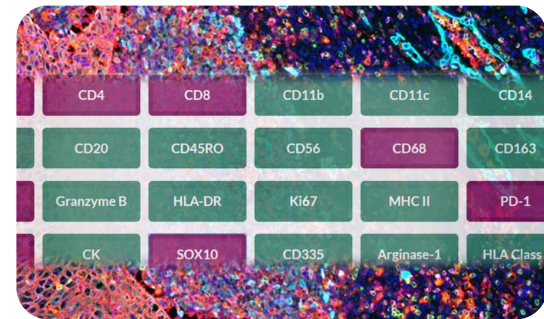 CD4 CD8 CD11b CD11c CD14
CD20 CD45RO CD56 CD68 CD163
Granzyme B HLA-DR Ki67 MHC II PD-1
CK SOX10 CD335 Arginase-1 HLA Class